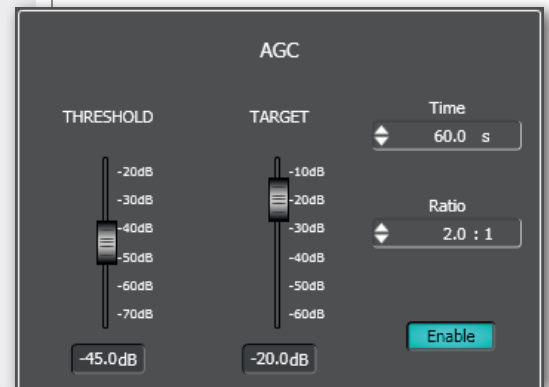 AGC
THRESHOLD
-20dB
-30dB
-40dB
-50dB
-60dB
-70dB
-45.0dB
TARGET
-10dB
-20dB
-30dB
-40dB
-50dB
-60dB
-20.0dB
Time
60.0 s
Ratio
2.0 : 1
Enable